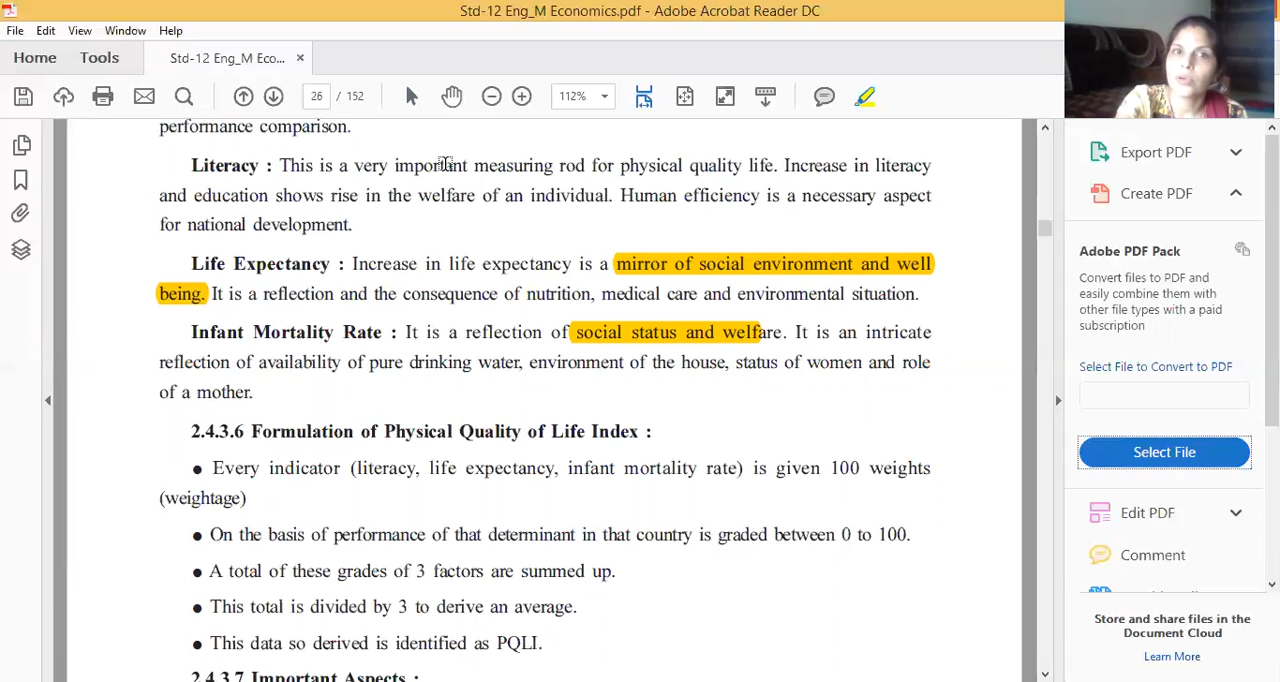 Std-12 Eng_M Economics.pdf - Adobe Acrobat Reader DC
File Edit View Window Help
Home Tools Std-12 Eng_M Eco... ×
26 / 152 112%
performance comparison.
Literacy : This is a very important measuring rod for physical quality life. Increase in literacy
and education shows rise in the welfare of an individual. Human efficiency is a necessary aspect
for national development.
Life Expectancy : Increase in life expectancy is a mirror of social environment and well
being. It is a reflection and the consequence of nutrition, medical care and environmental situation.
Infant Mortality Rate : It is a reflection of social status and welfare. It is an intricate
reflection of availability of pure drinking water, environment of the house, status of women and role
of a mother.
2.4.3.6 Formulation of Physical Quality of Life Index :
● Every indicator (literacy, life expectancy, infant mortality rate) is given 100 weights
(weightage)
● On the basis of performance of that determinant in that country is graded between 0 to 100.
● A total of these grades of 3 factors are summed up.
● This total is divided by 3 to derive an average.
● This data so derived is identified as PQLI.
2.4.3.7 Important Aspects :
Export PDF
Create PDF
Adobe PDF Pack
Convert files to PDF and
easily combine them with
other file types with a paid
subscription
Select File to Convert to PDF
Select File
Edit PDF
Comment
Store and share files in the
Document Cloud
Learn More